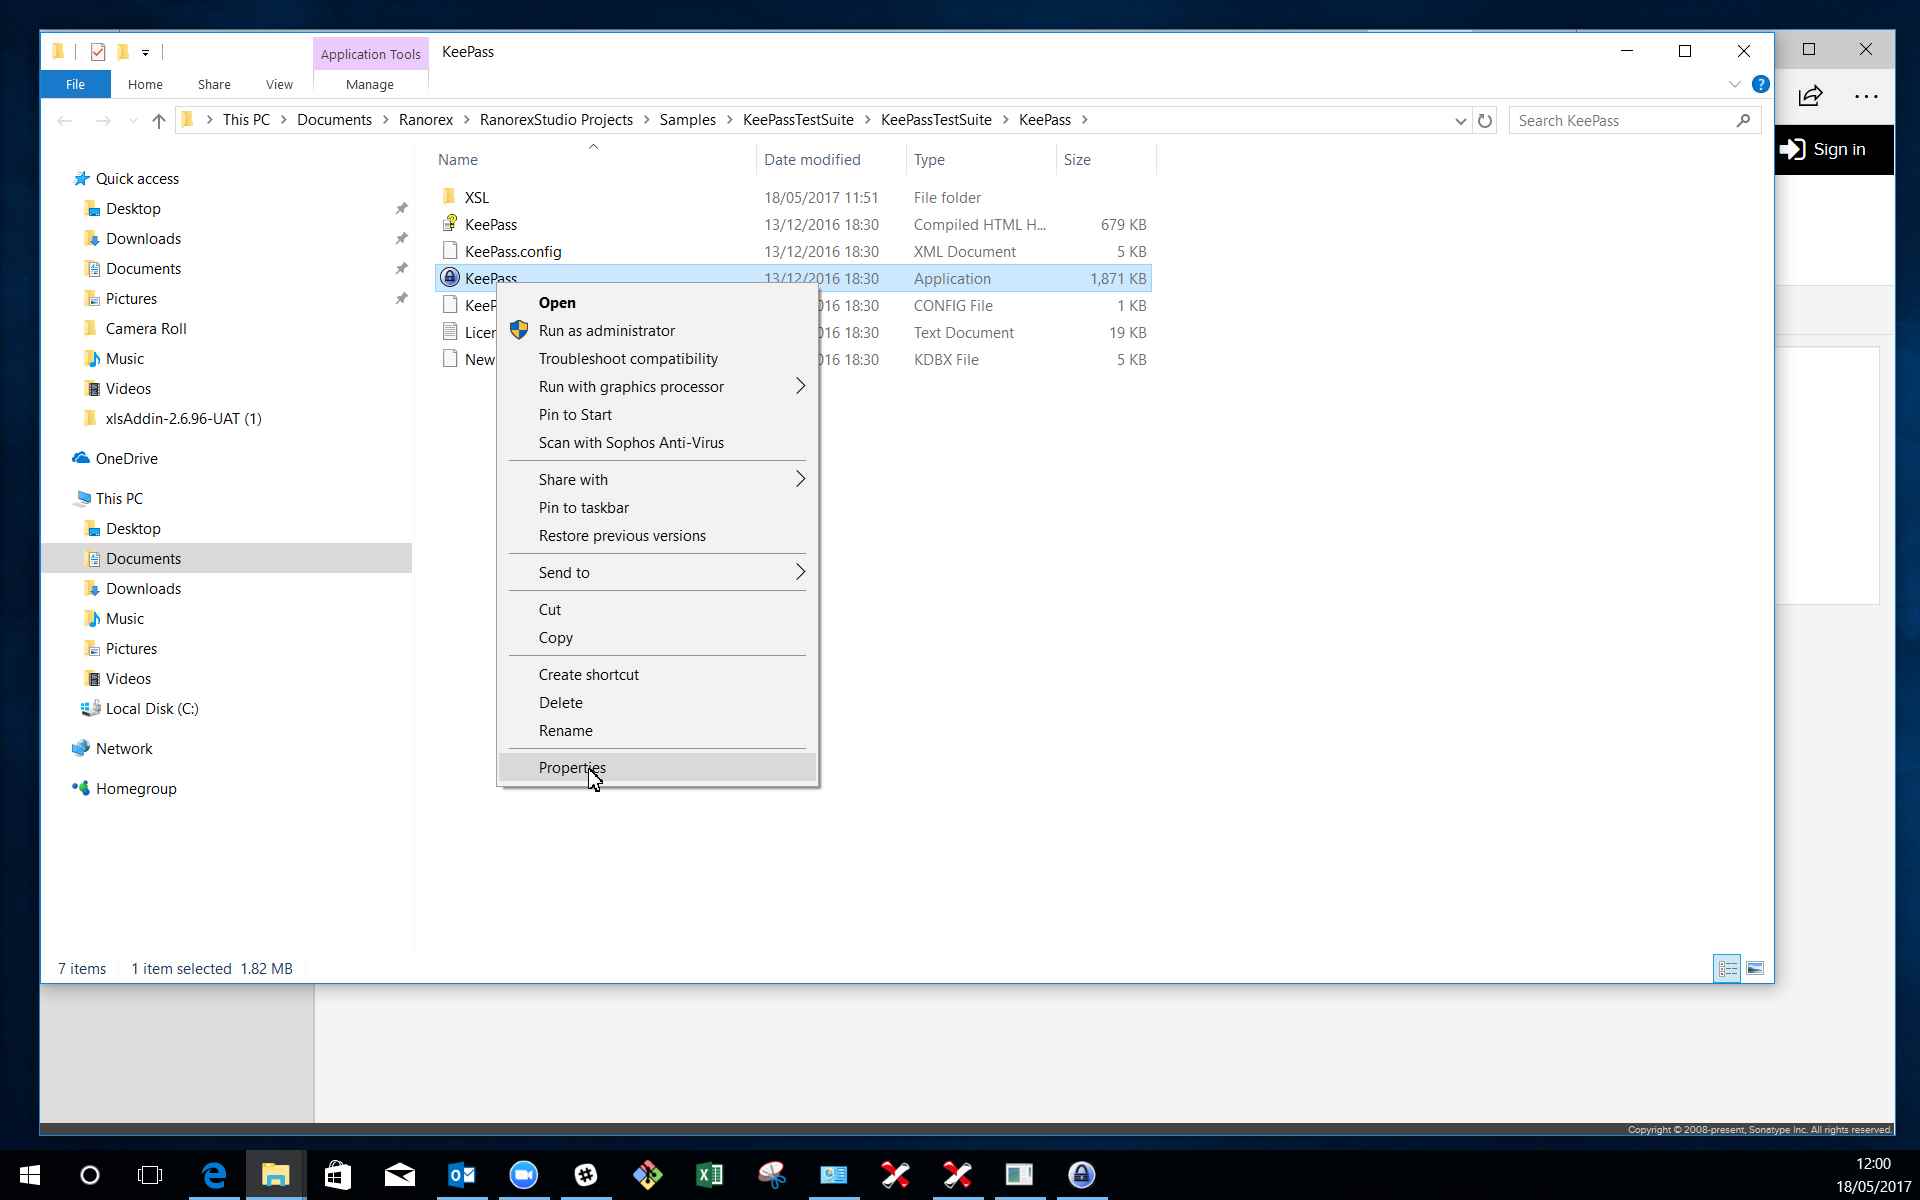 Application Tools
KeePass
File
Home
Share
View
Manage
This PC
Documents
Ranorex
RanorexStudio Projects
Samples
KeePassTestSuite
KeePassTestSuite
KeePass
Search KeePass
Sign in
Name
Date modified
Type
Size
XSL 18/05/2017 11:51 File folder
KeePass 13/12/2016 18:30 Compiled HTML H... 679 KB
KeePass.config 13/12/2016 18:30 XML Document 5 KB
KeePass 13/12/2016 18:30 Application 1,871 KB
KeeP 016 18:30 CONFIG File 1 KB
Licen 016 18:30 Text Document 19 KB
New 016 18:30 KDBX File 5 KB
Quick access
Desktop
Downloads
Documents
Pictures
Camera Roll
Music
Videos
xlsAddin-2.6.96-UAT (1)
OneDrive
This PC
Desktop
Documents
Downloads
Music
Pictures
Videos
Local Disk (C:)
Network
Homegroup
Open
Run as administrator
Troubleshoot compatibility
Run with graphics processor
Pin to Start
Scan with Sophos Anti-Virus
Share with
Pin to taskbar
Restore previous versions
Send to
Cut
Copy
Create shortcut
Delete
Rename
Properties
7 items 1 item selected 1.82 MB
Copyright © 2008-present, Sonatype Inc. All rights reserved.
12:00
18/05/2017